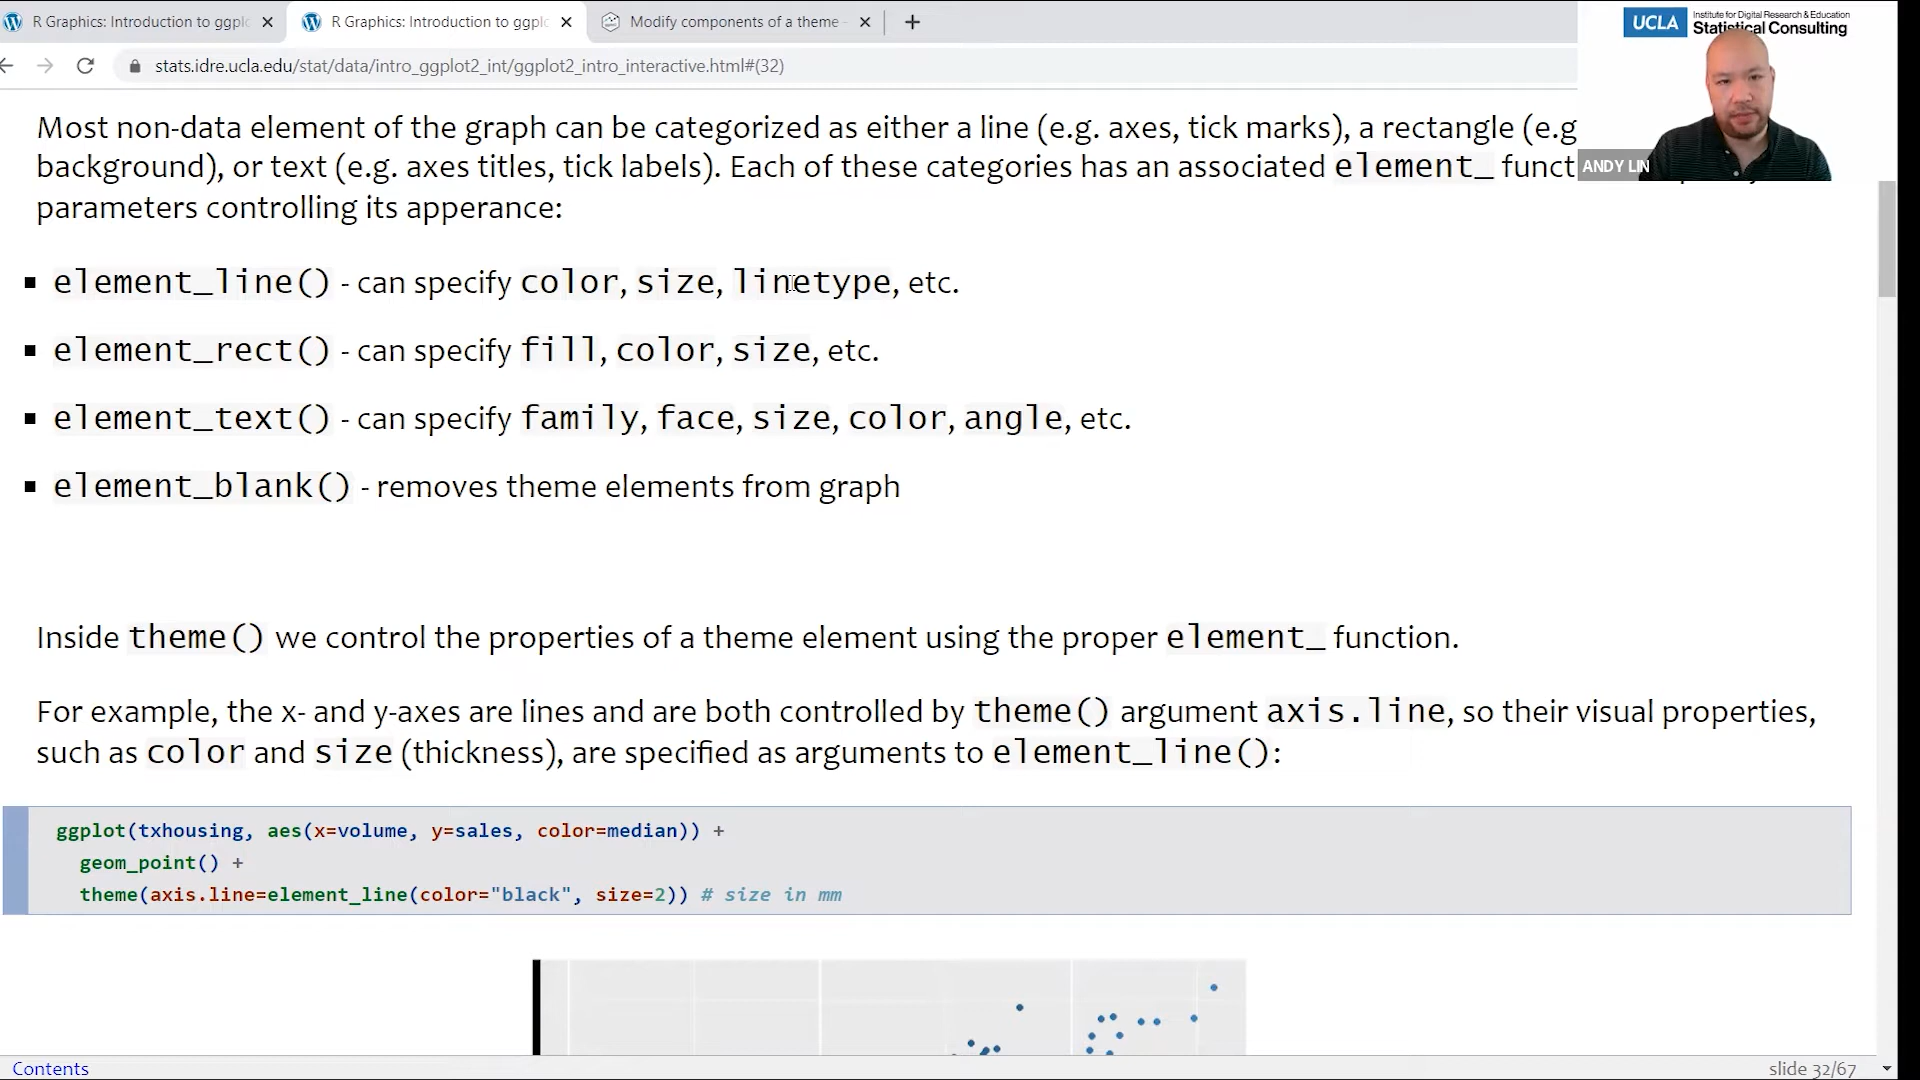 R Graphics: Introduction to ggplo
R Graphics: Introduction to ggplo
Modify components of a theme -
stats.idre.ucla.edu/stat/data/intro_ggplot2_int/ggplot2_intro_interactive.html#(32)
UCLA Institute for Digital Research & Education
Statistical Consulting
ANDY LIN
Most non-data element of the graph can be categorized as either a line (e.g. axes, tick marks), a rectangle (e.g
background), or text (e.g. axes titles, tick labels). Each of these categories has an associated element_ funct
parameters controlling its apperance:
▪ element_line() - can specify color, size, linetype, etc.
▪ element_rect() - can specify fill, color, size, etc.
▪ element_text() - can specify family, face, size, color, angle, etc.
▪ element_blank() - removes theme elements from graph
Inside theme() we control the properties of a theme element using the proper element_ function.
For example, the x- and y-axes are lines and are both controlled by theme() argument axis.line, so their visual properties,
such as color and size (thickness), are specified as arguments to element_line():
ggplot(txhousing, aes(x=volume, y=sales, color=median)) +
geom_point() +
theme(axis.line=element_line(color="black", size=2)) # size in mm
Contents
slide 32/67